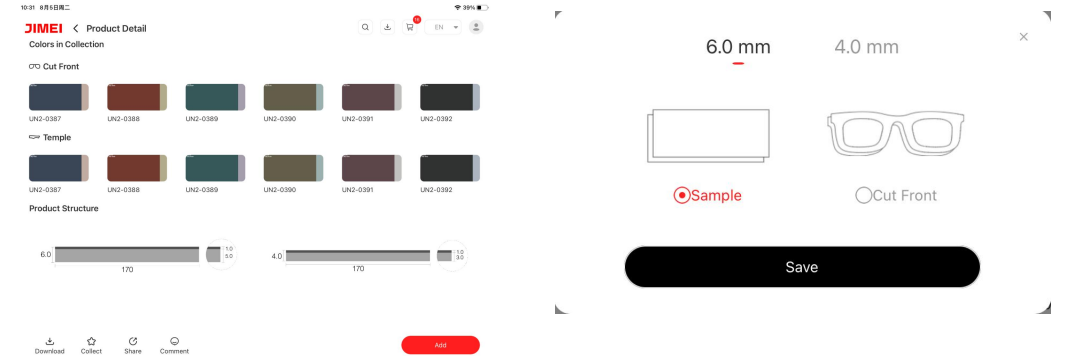 10:31 8月5日周二
39%
JIMEI
Product Detail
18
EN
Colors in Collection
Cut Front
UN2-0387 UN2-0388 UN2-0389 UN2-0390 UN2-0391 UN2-0392
Temple
UN2-0387 UN2-0388 UN2-0389 UN2-0390 UN2-0391 UN2-0392
Product Structure
6.0 170 1.0 5.0
4.0 170 1.0 3.0
Download Collect Share Comment
Add
6.0 mm 4.0 mm
Sample Cut Front
Save